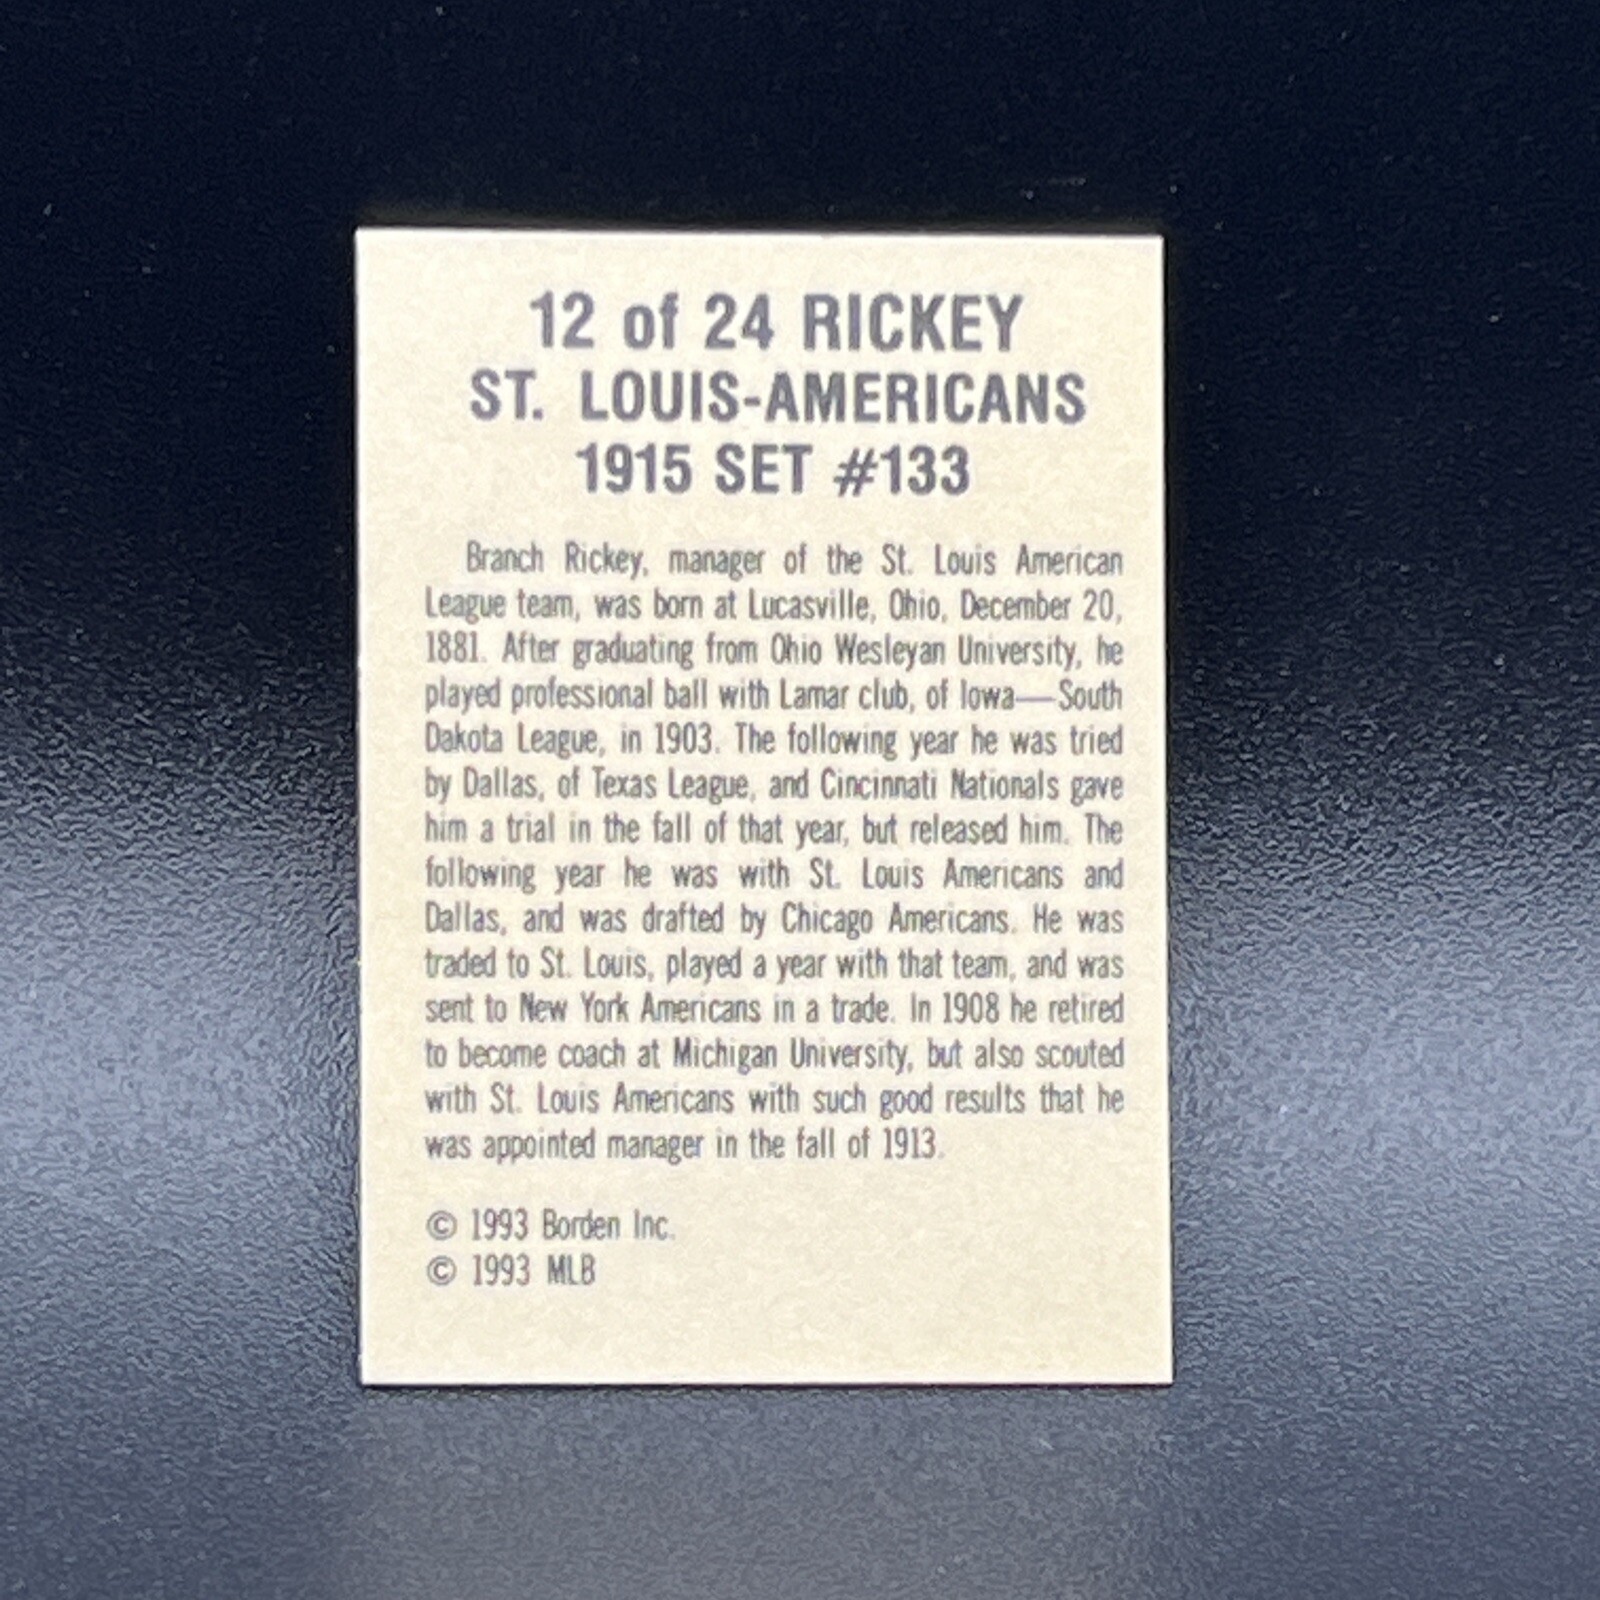 12 of 24 RICKEY
ST. LOUIS-AMERICANS
1915 SET #133
Branch Rickey, manager of the St. Louis American
League team, was born at Lucasville, Ohio, December 20,
1881. After graduating from Ohio Wesleyan University, he
played professional ball with Lamar club, of Iowa—South
Dakota League, in 1903. The following year he was tried
by Dallas, of Texas League, and Cincinnati Nationals gave
him a trial in the fall of that year, but released him. The
following year he was with St. Louis Americans and
Dallas, and was drafted by Chicago Americans. He was
traded to St. Louis, played a year with that team, and was
sent to New York Americans in a trade. In 1908 he retired
to become coach at Michigan University, but also scouted
with St. Louis Americans with such good results that he
was appointed manager in the fall of 1913.
© 1993 Borden Inc.
© 1993 MLB